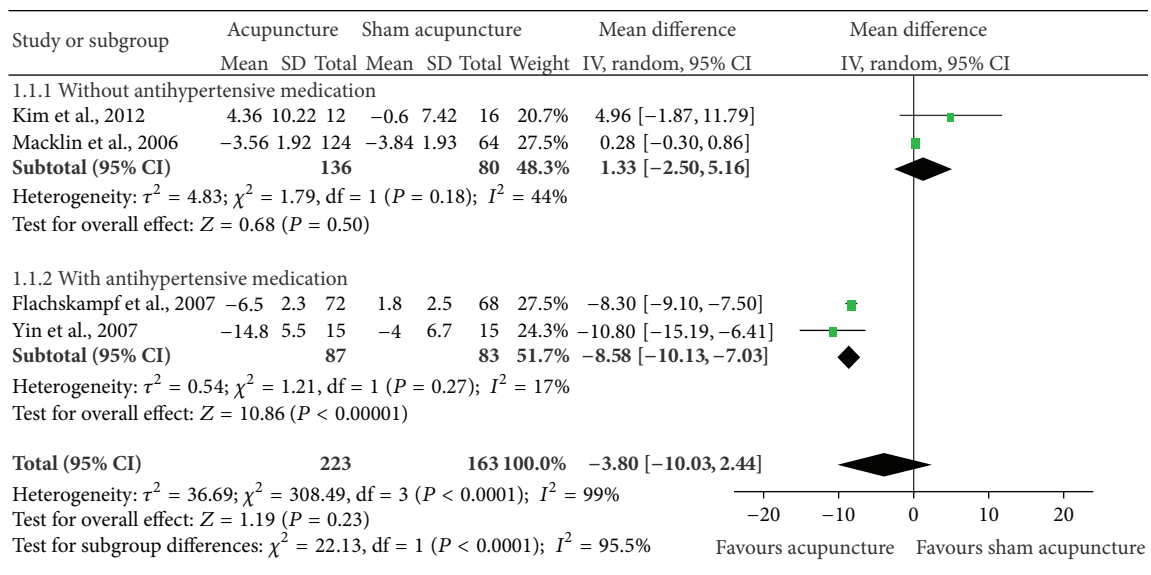 Study or subgroup Acupuncture Sham acupuncture Mean difference Mean difference
Mean SD Total Mean SD Total Weight IV, random, 95% CI IV, random, 95% CI
1.1.1 Without antihypertensive medication
Kim et al., 2012 4.36 10.22 12 −0.6 7.42 16 20.7% 4.96 [−1.87, 11.79]
Macklin et al., 2006 −3.56 1.92 124 −3.84 1.93 64 27.5% 0.28 [−0.30, 0.86]
Subtotal (95% CI) 136 80 48.3% 1.33 [−2.50, 5.16]
Heterogeneity: τ² = 4.83; χ² = 1.79, df = 1 (P = 0.18); I² = 44%
Test for overall effect: Z = 0.68 (P = 0.50)
1.1.2 With antihypertensive medication
Flachskampf et al., 2007 −6.5 2.3 72 1.8 2.5 68 27.5% −8.30 [−9.10, −7.50]
Yin et al., 2007 −14.8 5.5 15 −4 6.7 15 24.3% −10.80 [−15.19, −6.41]
Subtotal (95% CI) 87 83 51.7% −8.58 [−10.13, −7.03]
Heterogeneity: τ² = 0.54; χ² = 1.21, df = 1 (P = 0.27); I² = 17%
Test for overall effect: Z = 10.86 (P < 0.00001)
Total (95% CI) 223 163 100.0% −3.80 [−10.03, 2.44]
Heterogeneity: τ² = 36.69; χ² = 308.49, df = 3 (P < 0.0001); I² = 99%
Test for overall effect: Z = 1.19 (P = 0.23)
Test for subgroup differences: χ² = 22.13, df = 1 (P < 0.0001); I² = 95.5%
−20 −10 0 10 20
Favours acupuncture Favours sham acupuncture